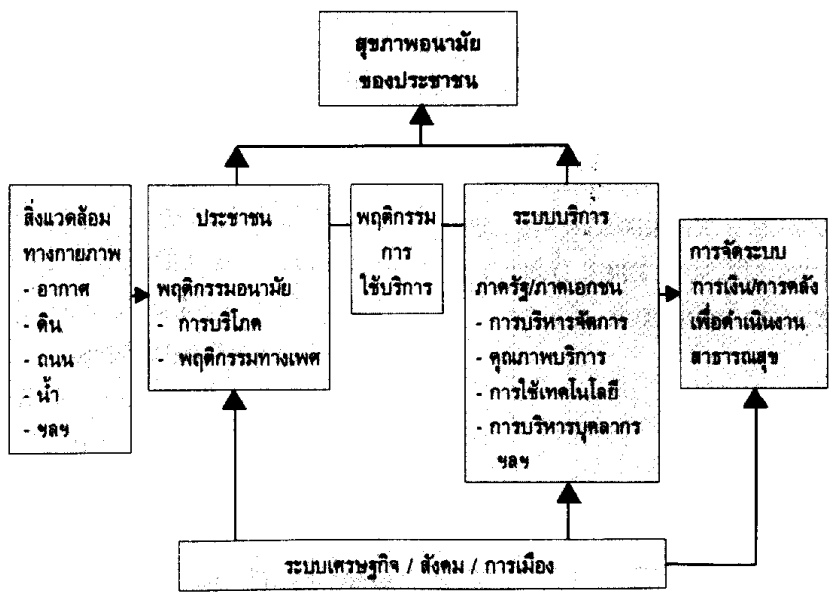 สุขภาพอนามัย
ของประชาชน
สิ่งแวดล้อม
ทางกายภาพ
- อากาศ
- ดิน
- ถนน
- น้ำ
- ฯลฯ
ประชาชน
พฤติกรรมอนามัย
- การบริโภค
- พฤติกรรมทางเพศ
พฤติกรรม
การ
ใช้บริการ
ระบบบริการ
ภาครัฐ/ภาคเอกชน
- การบริหารจัดการ
- คุณภาพบริการ
- การใช้เทคโนโลยี
- การบริหารบุคลากร
ฯลฯ
การจัดระบบ
การเงิน/การคลัง
เพื่อดำเนินงาน
สาธารณสุข
ระบบเศรษฐกิจ / สังคม / การเมือง